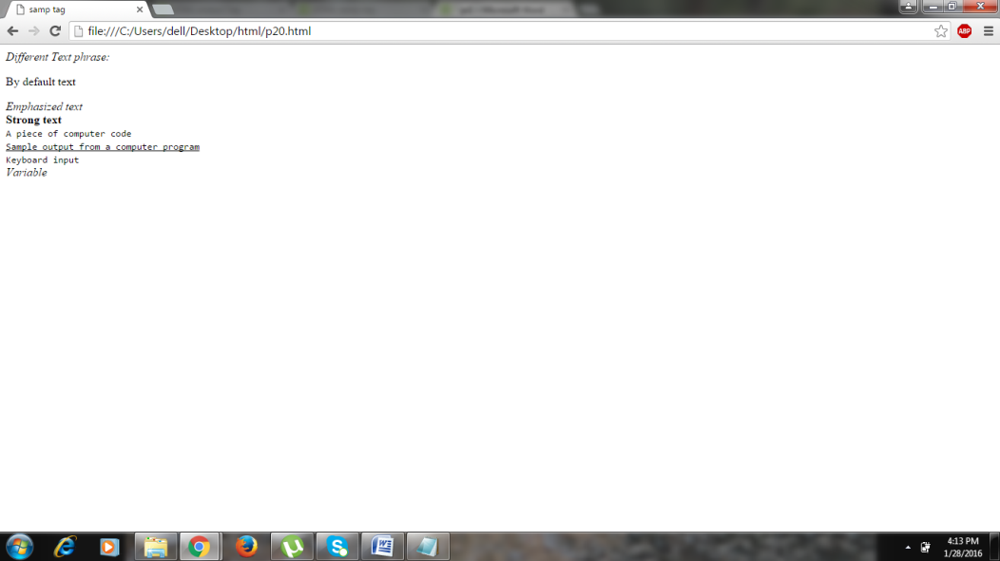 samp tag
file:///C:/Users/dell/Desktop/html/p20.html
ABP
Different Text phrase:
By default text
Emphasized text
Strong text
A piece of computer code
Sample output from a computer program
Keyboard input
Variable
4:13 PM
1/28/2016